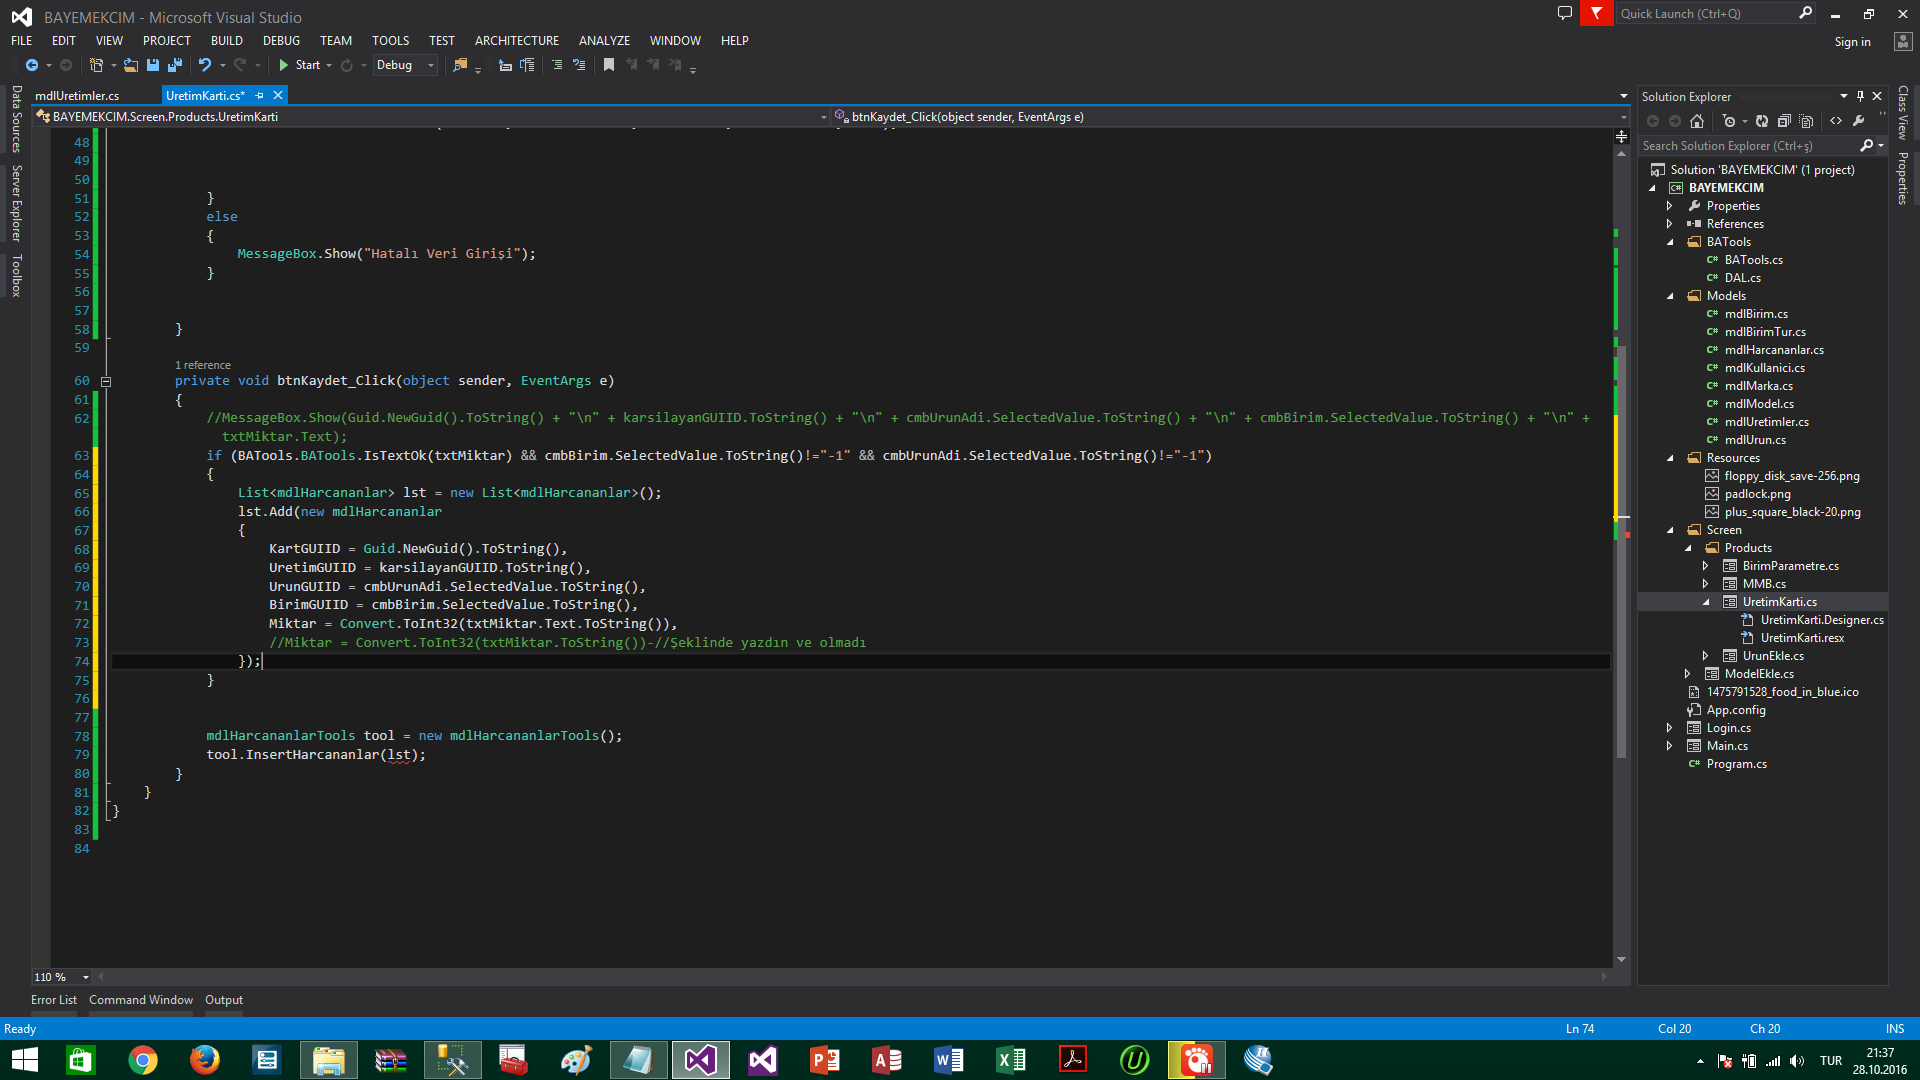 BAYEMEKCIM - Microsoft Visual Studio
Quick Launch (Ctrl+Q)
FILE EDIT VIEW PROJECT BUILD DEBUG TEAM TOOLS TEST ARCHITECTURE ANALYZE WINDOW HELP
Sign in
Start Debug
mdlUretimler.cs UretimKarti.cs*
BAYEMEKCIM.Screen.Products.UretimKarti btnKaydet_Click(object sender, EventArgs e)
Data Sources
Server Explorer
Toolbox
48
49
50
51 }
52 else
53 {
54 MessageBox.Show("Hatalı Veri Girişi");
55 }
56
57
58 }
59
1 reference
60 private void btnKaydet_Click(object sender, EventArgs e)
61 {
62 //MessageBox.Show(Guid.NewGuid().ToString() + "\n" + karsilayanGUIID.ToString() + "\n" + cmbUrunAdi.SelectedValue.ToString() + "\n" + cmbBirim.SelectedValue.ToString() + "\n" +
txtMiktar.Text);
63 if (BATools.BATools.IsTextOk(txtMiktar) && cmbBirim.SelectedValue.ToString()!="-1" && cmbUrunAdi.SelectedValue.ToString()!="-1")
64 {
65 List<mdlHarcananlar> lst = new List<mdlHarcananlar>();
66 lst.Add(new mdlHarcananlar
67 {
68 KartGUIID = Guid.NewGuid().ToString(),
69 UretimGUIID = karsilayanGUIID.ToString(),
70 UrunGUIID = cmbUrunAdi.SelectedValue.ToString(),
71 BirimGUIID = cmbBirim.SelectedValue.ToString(),
72 Miktar = Convert.ToInt32(txtMiktar.Text.ToString()),
73 //Miktar = Convert.ToInt32(txtMiktar.ToString())-//Şeklinde yazdın ve olmadı
74 });
75 }
76
77
78 mdlHarcananlarTools tool = new mdlHarcananlarTools();
79 tool.InsertHarcananlar(lst);
80 }
81 }
82 }
83
84
110 %
Error List Command Window Output
Solution Explorer
Search Solution Explorer (Ctrl+ş)
Solution 'BAYEMEKCIM' (1 project)
BAYEMEKCIM
Properties
References
BATools
BATools.cs
DAL.cs
Models
mdlBirim.cs
mdlBirimTur.cs
mdlHarcananlar.cs
mdlKullanici.cs
mdlMarka.cs
mdlModel.cs
mdlUretimler.cs
mdlUrun.cs
Resources
floppy_disk_save-256.png
padlock.png
plus_square_black-20.png
Screen
Products
BirimParametre.cs
MMB.cs
UretimKarti.cs
UretimKarti.Designer.cs
UretimKarti.resx
UrunEkle.cs
ModelEkle.cs
1475791528_food_in_blue.ico
App.config
Login.cs
Main.cs
Program.cs
Class View
Properties
Ready Ln 74 Col 20 Ch 20 INS
TUR 21:37
28.10.2016